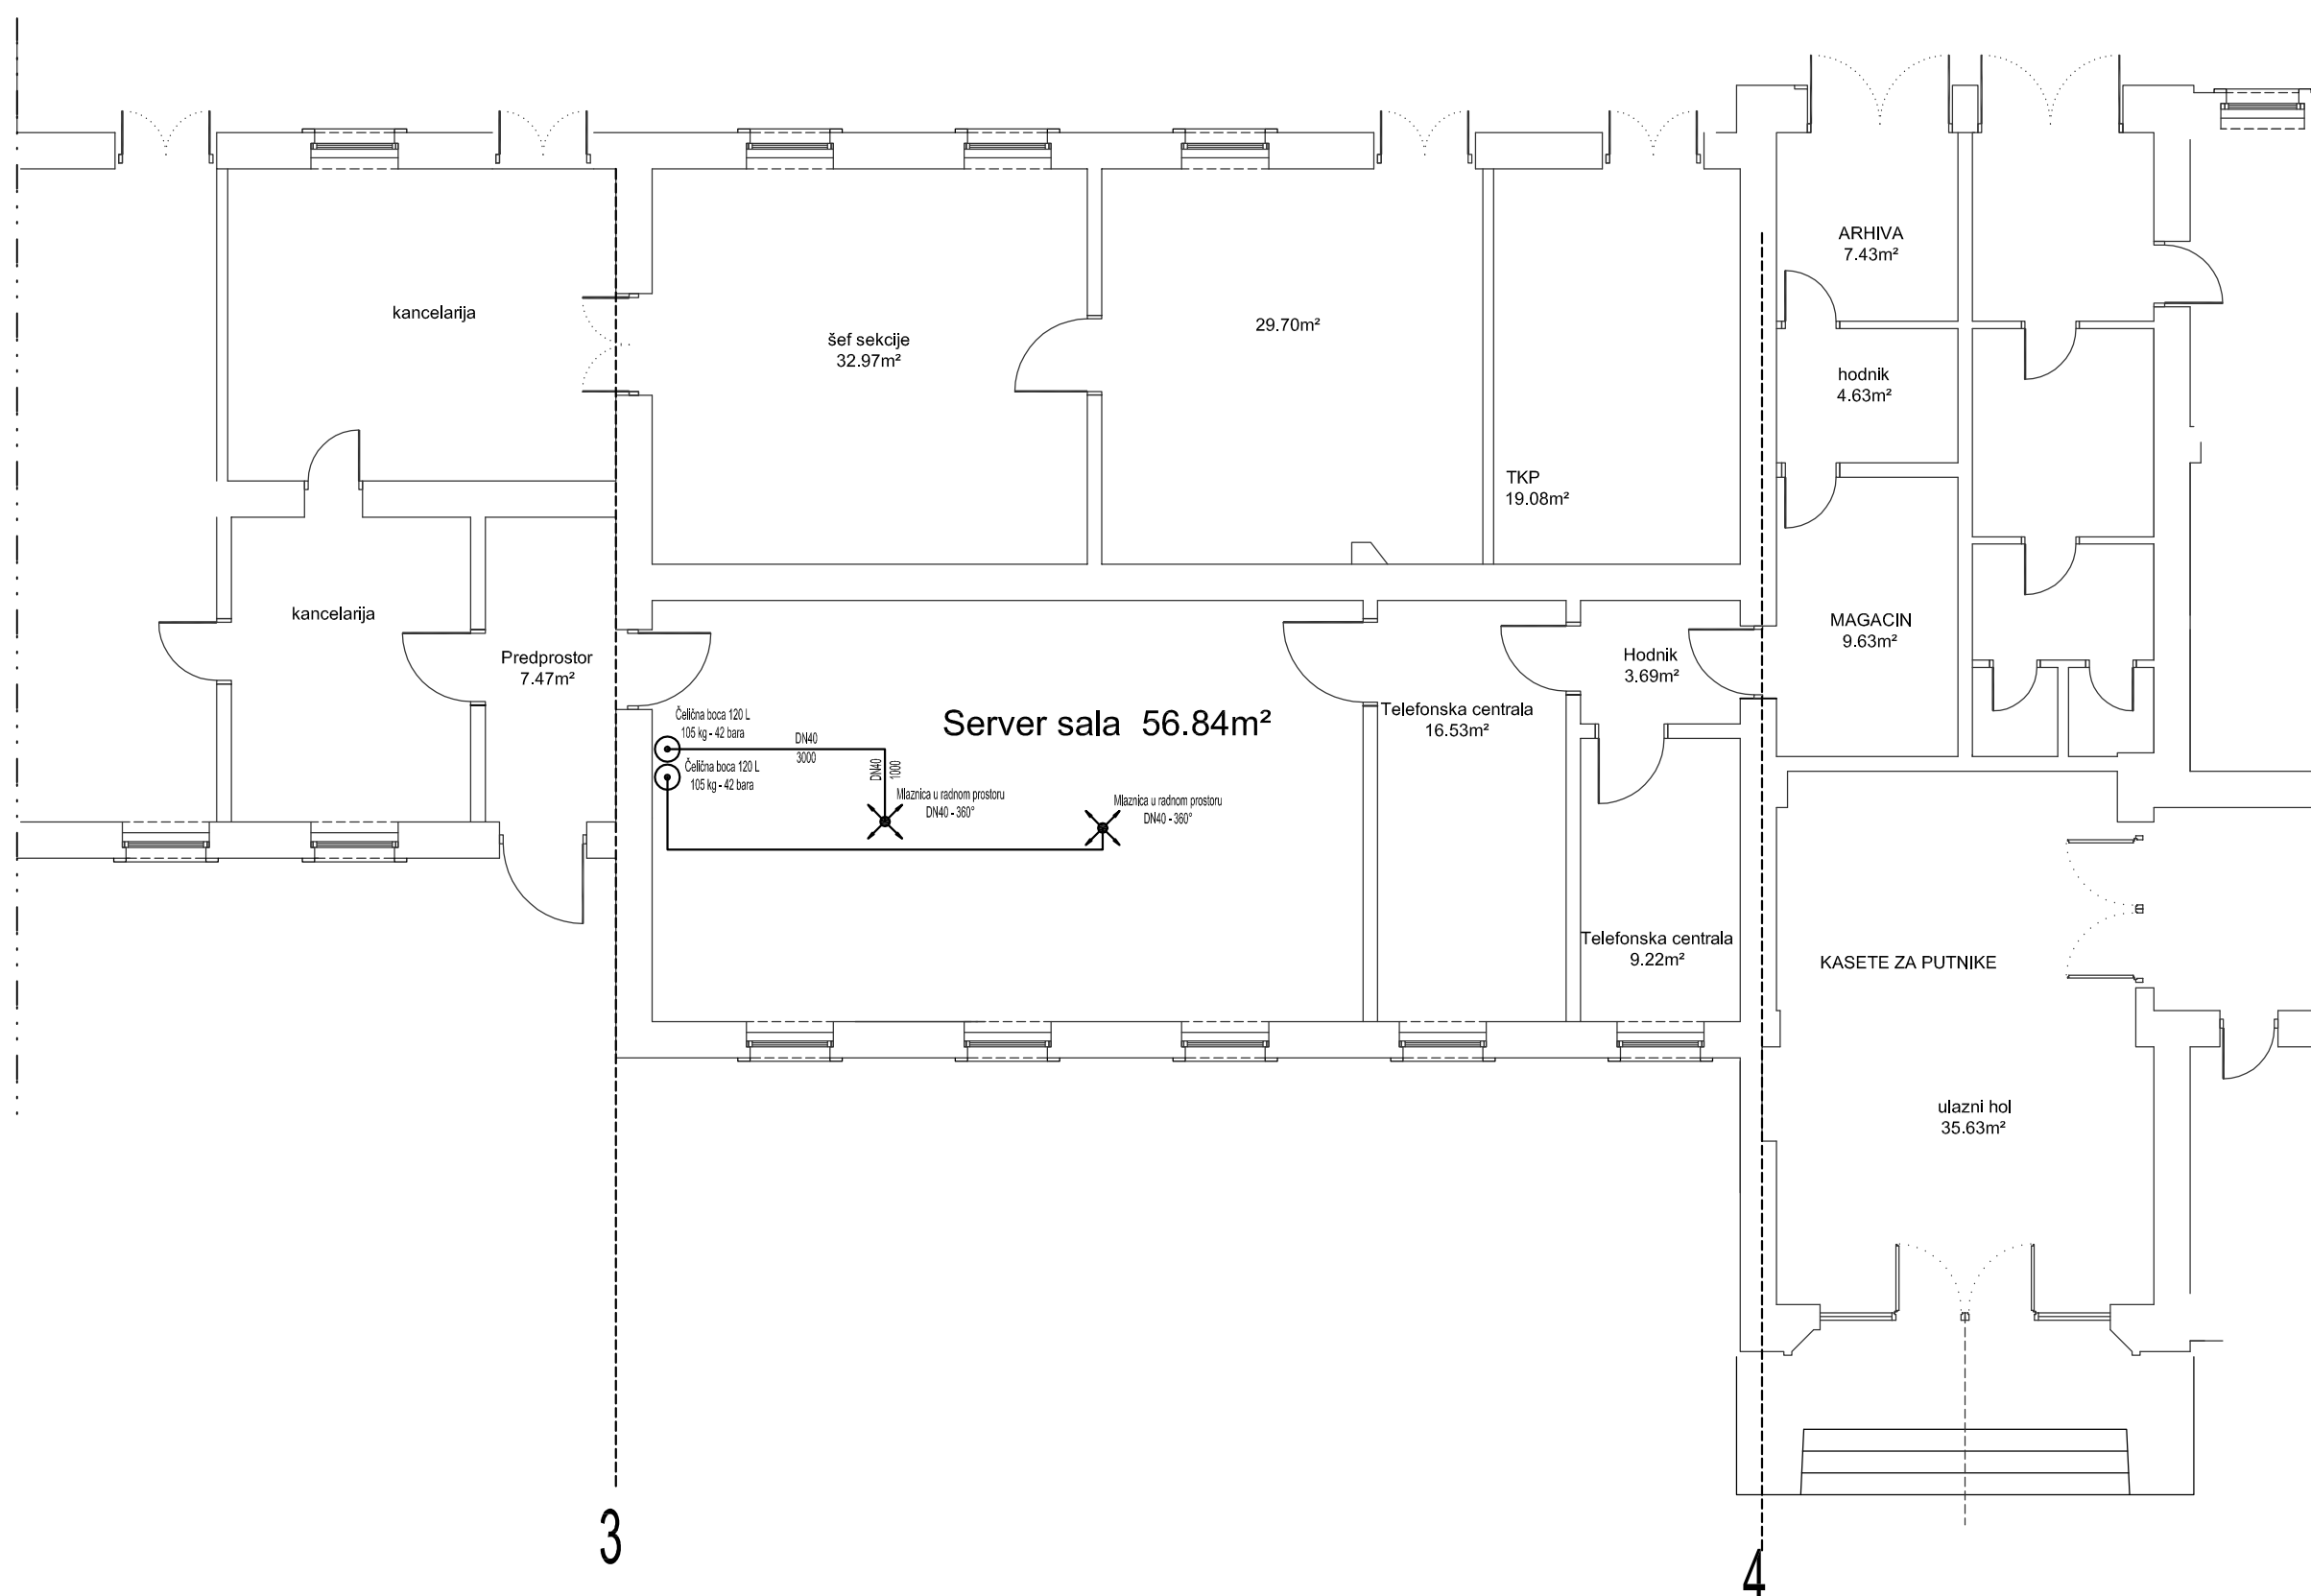 ARHIVA
7.43m²
kancelarija
šef sekcije
32.97m²
29.70m²
hodnik
4.63m²
TKP
19.08m²
kancelarija
Predprostor
7.47m²
MAGACIN
9.63m²
Hodnik
3.69m²
Server sala 56.84m²
Telefonska centrala
16.53m²
Čelična boca 120 L
105 kg - 42 bara
DN40
3000
Čelična boca 120 L
105 kg - 42 bara
DN40
1000
Mlaznica u radnom prostoru
DN40 - 360°
Mlaznica u radnom prostoru
DN40 - 360°
Telefonska centrala
9.22m²
KASETE ZA PUTNIKE
ulazni hol
35.63m²
3
4